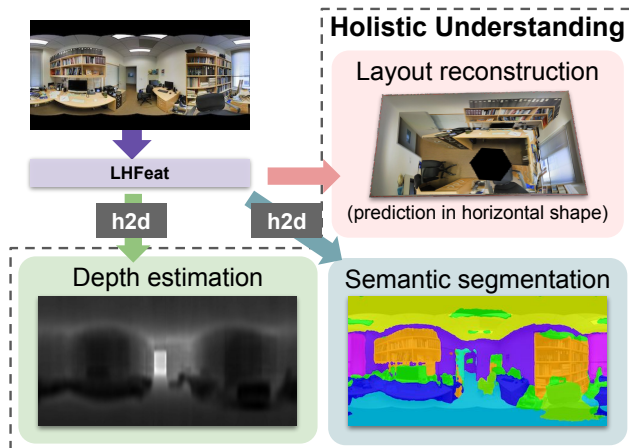 Holistic Understanding
Layout reconstruction
(prediction in horizontal shape)
LHFeat
h2d
h2d
Depth estimation
Semantic segmentation